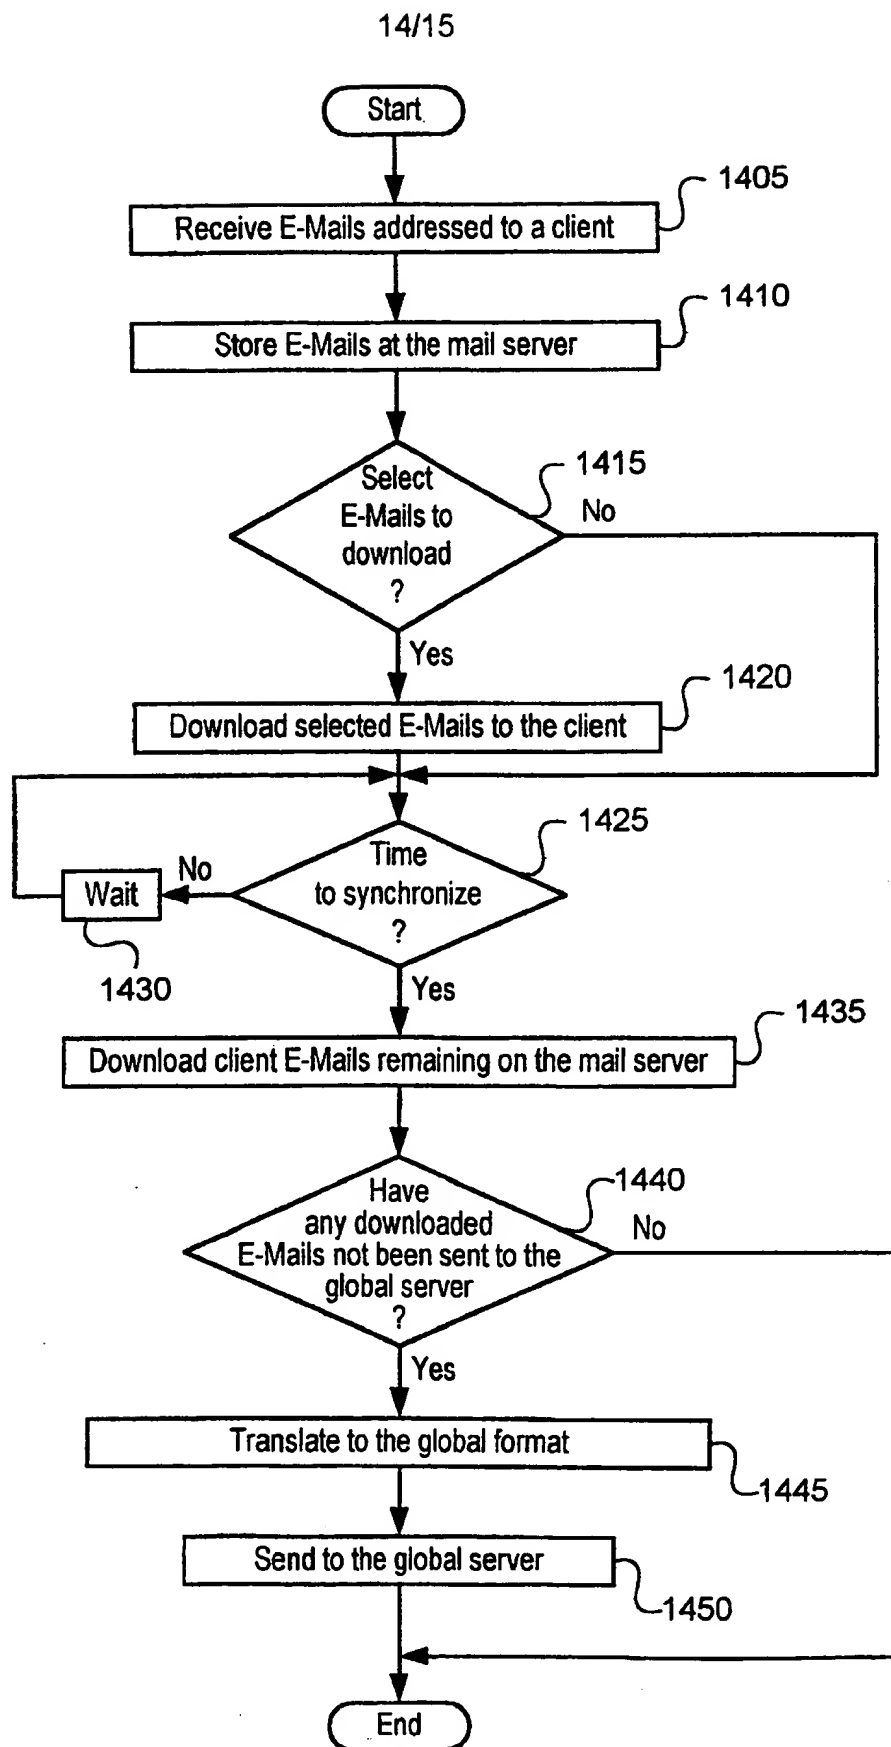 14/15
Start
1405
Receive E-Mails addressed to a client
1410
Store E-Mails at the mail server
1415
Select
E-Mails to
download
?
No
Yes
1420
Download selected E-Mails to the client
1425
Time
to synchronize
?
No
Wait
1430
Yes
1435
Download client E-Mails remaining on the mail server
1440
Have
any downloaded
E-Mails not been sent to the
global server
?
No
Yes
Translate to the global format
1445
Send to the global server
1450
End